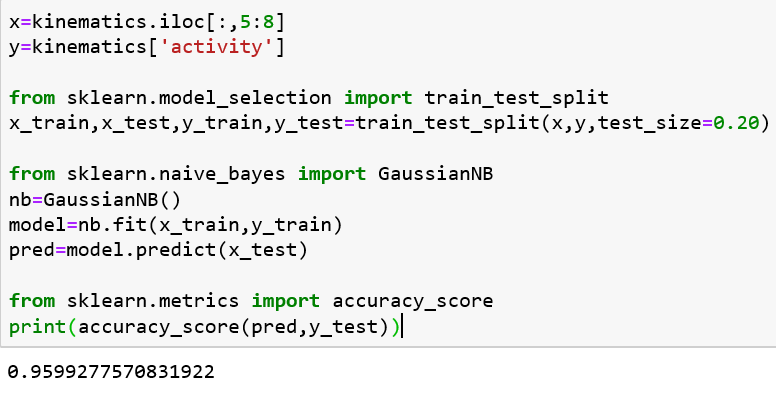 x=kinematics.iloc[:,5:8]
y=kinematics['activity']
from sklearn.model_selection import train_test_split
x_train,x_test,y_train,y_test=train_test_split(x,y,test_size=0.20)
from sklearn.naive_bayes import GaussianNB
nb=GaussianNB()
model=nb.fit(x_train,y_train)
pred=model.predict(x_test)
from sklearn.metrics import accuracy_score
print(accuracy_score(pred,y_test))
0.9599277570831922